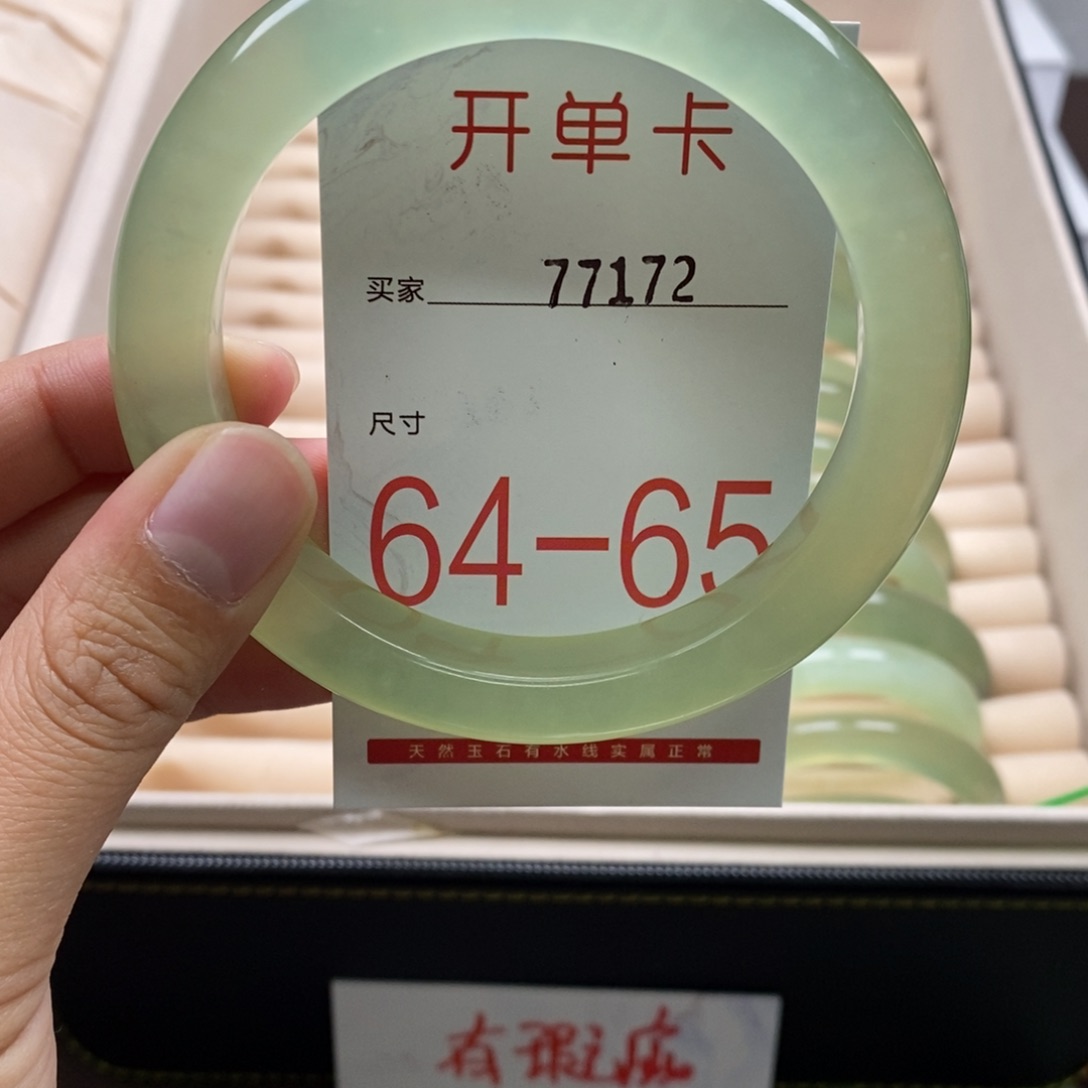 开单卡
买家 77172
尺寸
64-65
天然玉石有水线实属正常
有瑕疵